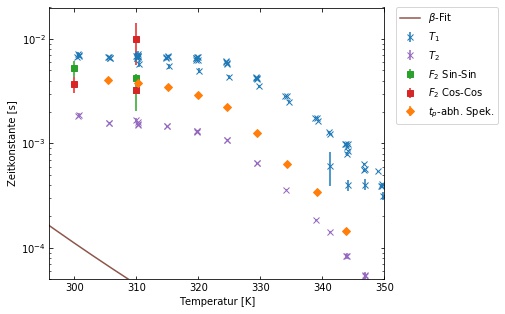 10⁻²
10⁻³
10⁻⁴
Zeitkonstante [s]
300 310 320 330 340 350
Temperatur [K]
β-Fit
T₁
T₂
F₂ Sin-Sin
F₂ Cos-Cos
tₚ-abh. Spek.